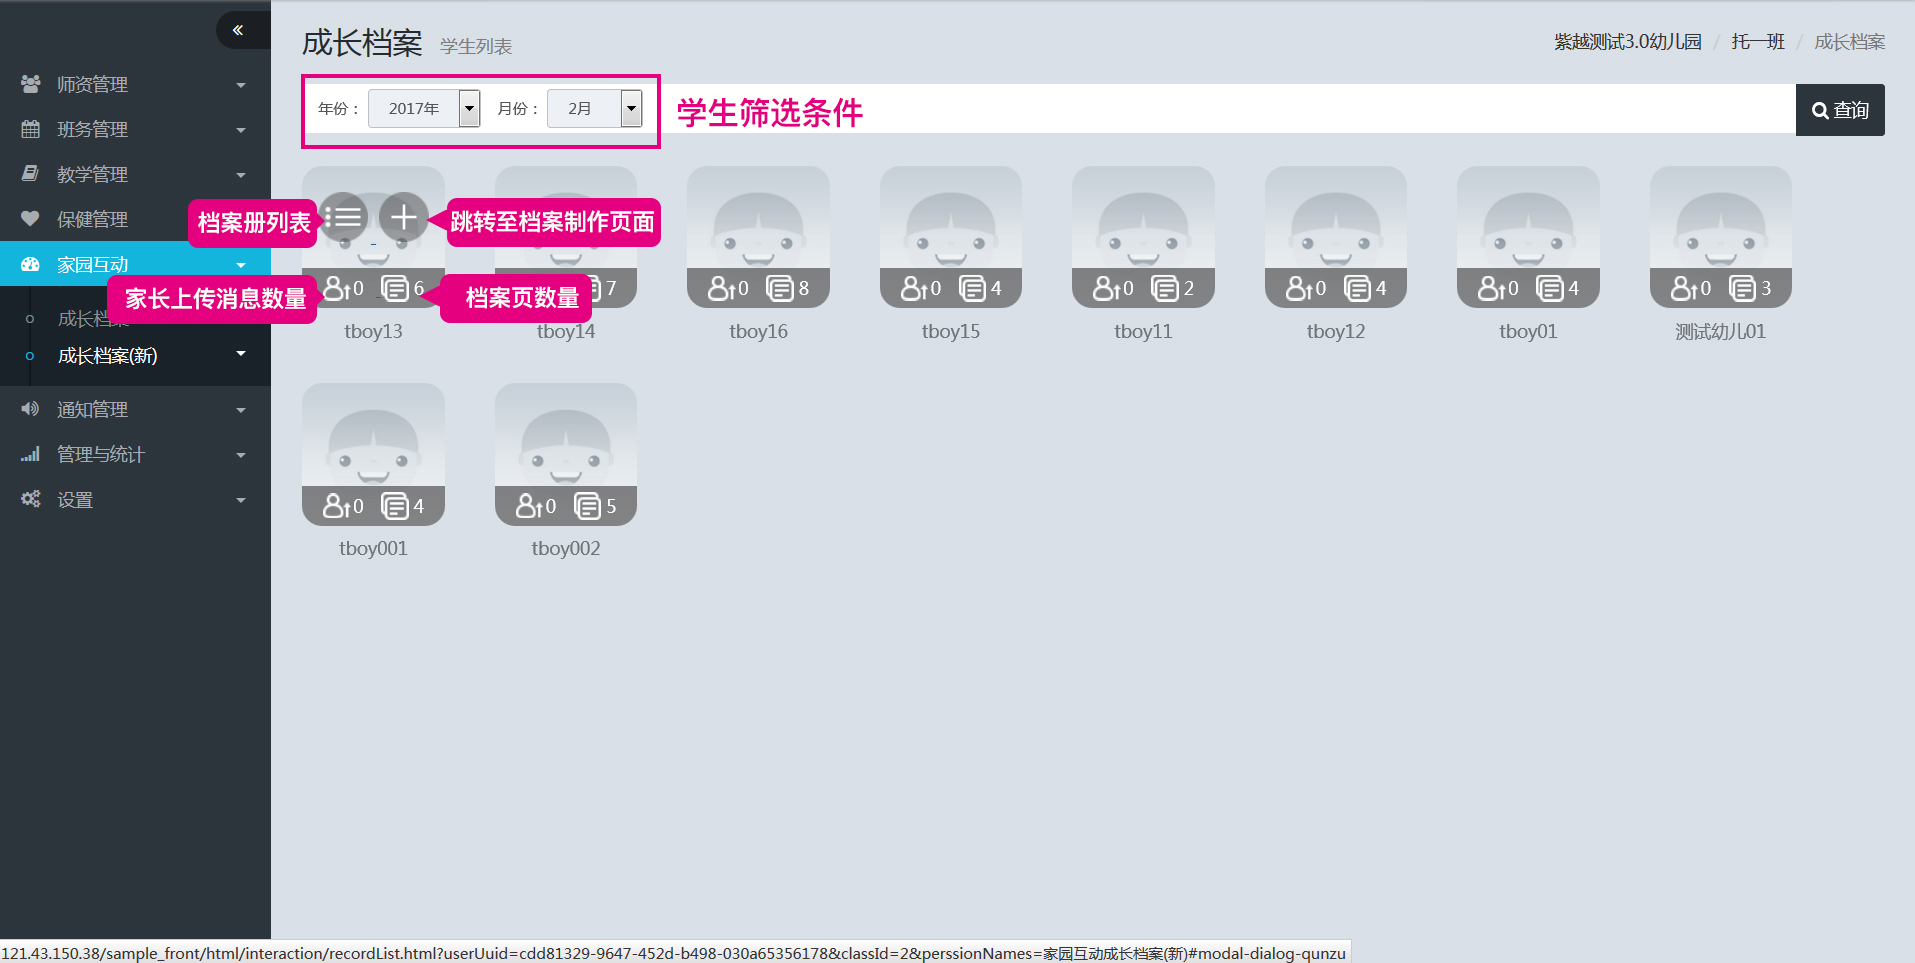 成长档案 学生列表
紫越测试3.0幼儿园 / 托一班 / 成长档案
师资管理
班务管理
教学管理
保健管理
家园互动
成长档案
成长档案(新)
通知管理
管理与统计
设置
年份： 2017年 月份： 2月
学生筛选条件
查询
档案册列表
跳转至档案制作页面
家长上传消息数量
档案页数量
0 6
7
0 8
0 4
0 2
0 4
0 4
0 3
tboy13
tboy14
tboy16
tboy15
tboy11
tboy12
tboy01
测试幼儿01
0 4
0 5
tboy001
tboy002
121.43.150.38/sample_front/html/interaction/recordList.html?userUuid=cdd81329-9647-452d-b498-030a65356178&classId=2&perssionNames=家园互动成长档案(新)#modal-dialog-qunzu